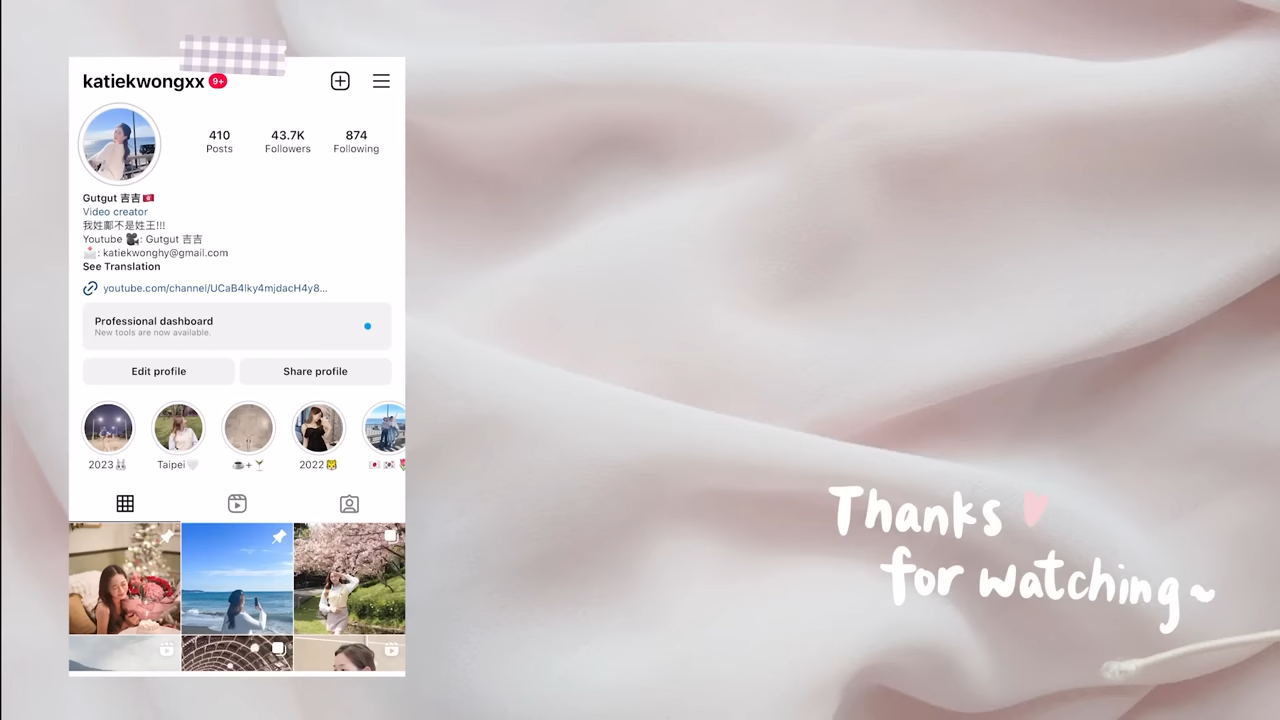 katiekwongxx 9+
410 43.7K 874
Posts Followers Following
Gutgut 吉吉
Video creator
我姓鄺不是姓王!!!
Youtube 🎥: Gutgut 吉吉
📩: katiekwonghy@gmail.com
See Translation
youtube.com/channel/UCaB4lky4mjdacH4y8...
Professional dashboard
New tools are now available.
Edit profile Share profile
2023🐰 Taipei🤍 ☕+🍸 2022🐯 🇯🇵 🇰🇷 🌷
Thanks
for watching~